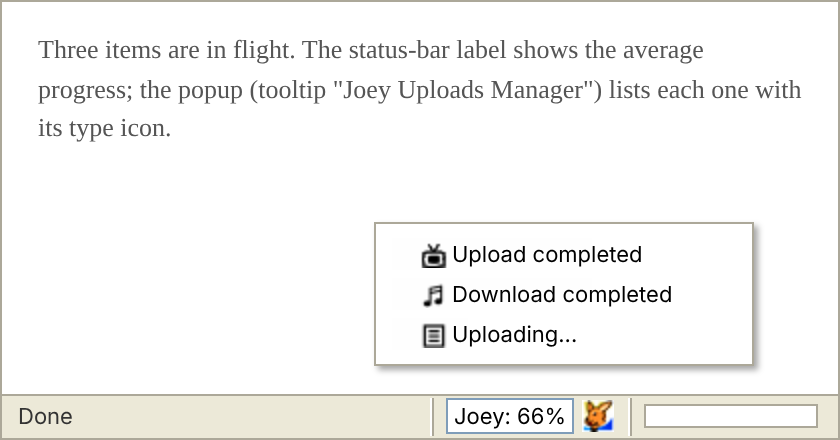 Three items are in flight. The status-bar label shows the average
progress; the popup (tooltip "Joey Uploads Manager") lists each one with
its type icon.
Upload completed
Download completed
Uploading...
Done
Joey: 66%